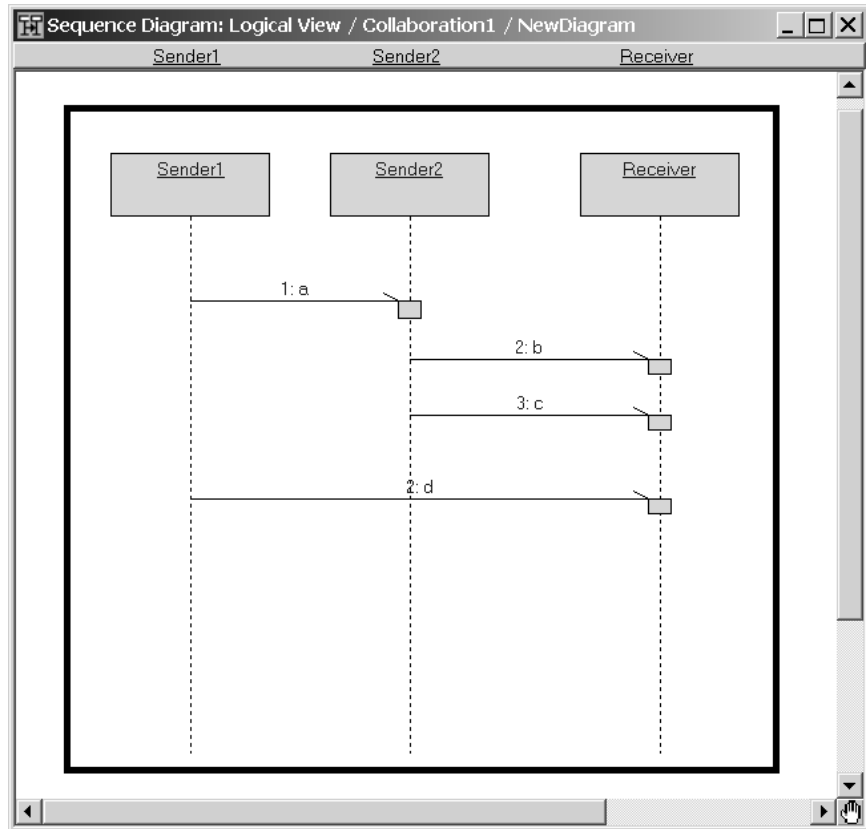 Sequence Diagram: Logical View / Collaboration1 / NewDiagram
Sender1 Sender2 Receiver
Sender1 Sender2 Receiver
1: a
2: b
3: c
2: d